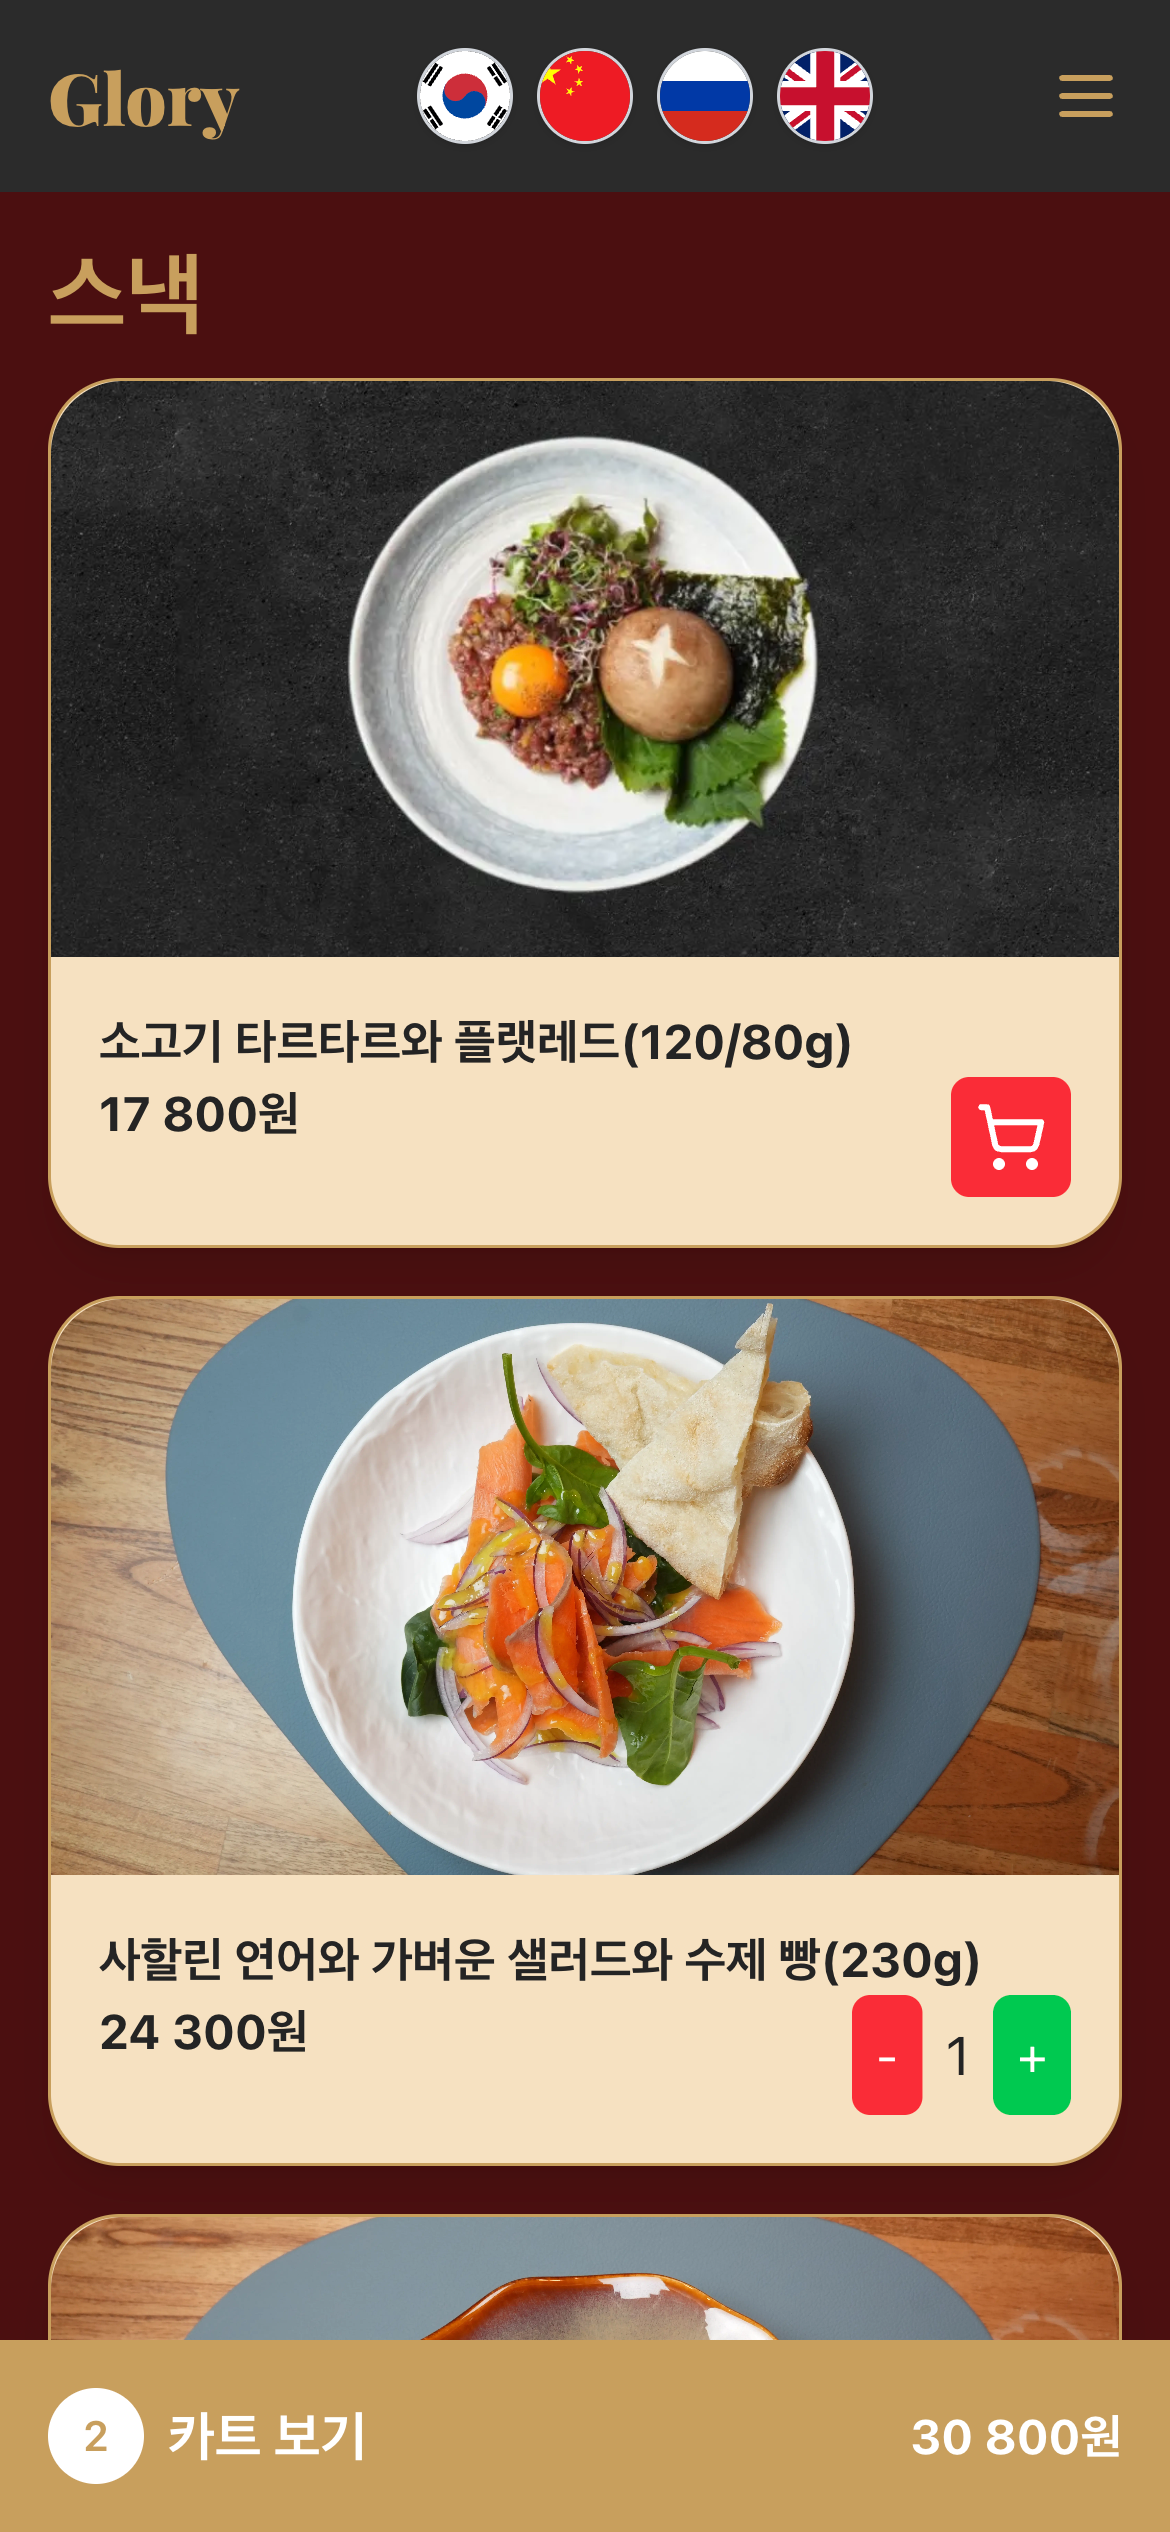 Glory
스낵
소고기 타르타르와 플랫레드(120/80g)
17 800원
사할린 연어와 가벼운 샐러드와 수제 빵(230g)
24 300원
- 1 +
2 카트 보기 30 800원